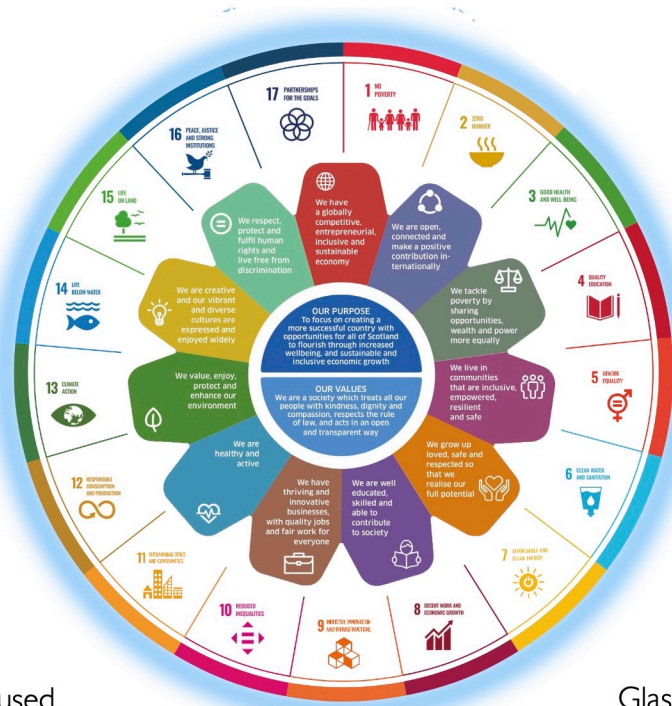 17 PARTNERSHIPS
FOR THE GOALS
1 NO
POVERTY
2 ZERO
HUNGER
3 GOOD HEALTH
AND WELL-BEING
4 QUALITY
EDUCATION
5 GENDER
EQUALITY
6 CLEAN WATER
AND SANITATION
7 AFFORDABLE AND
CLEAN ENERGY
8 DECENT WORK AND
ECONOMIC GROWTH
9 INDUSTRY, INNOVATION
AND INFRASTRUCTURE
10 REDUCED
INEQUALITIES
11 SUSTAINABLE CITIES
AND COMMUNITIES
12 RESPONSIBLE
CONSUMPTION
AND PRODUCTION
13 CLIMATE
ACTION
14 LIFE
BELOW WATER
15 LIFE
ON LAND
16 PEACE, JUSTICE
AND STRONG
INSTITUTIONS
We have
a globally
competitive,
entrepreneurial,
inclusive and
sustainable
economy
We are open,
connected and
make a positive
contribution in-
ternationally
We tackle
poverty by
sharing
opportunities,
wealth and power
more equally
We live in
communities
that are inclusive,
empowered,
resilient
and safe
We grow up
loved, safe and
respected so
that we
realise our
full potential
We are well
educated,
skilled and
able to
contribute
to society
We have
thriving and
innovative
businesses,
with quality jobs
and fair work for
everyone
We are
healthy and
active
We value, enjoy,
protect and
enhance our
environment
We are creative
and our vibrant
and diverse
cultures are
expressed and
enjoyed widely
We respect,
protect and
fulfil human
rights and
live free from
discrimination
OUR PURPOSE
To focus on creating a
more successful country with
opportunities for all of Scotland
to flourish through increased
wellbeing, and sustainable and
inclusive economic growth
OUR VALUES
We are a society which treats all our
people with kindness, dignity and
compassion, respects the rule
of law, and acts in an open
and transparent way
used
Glas